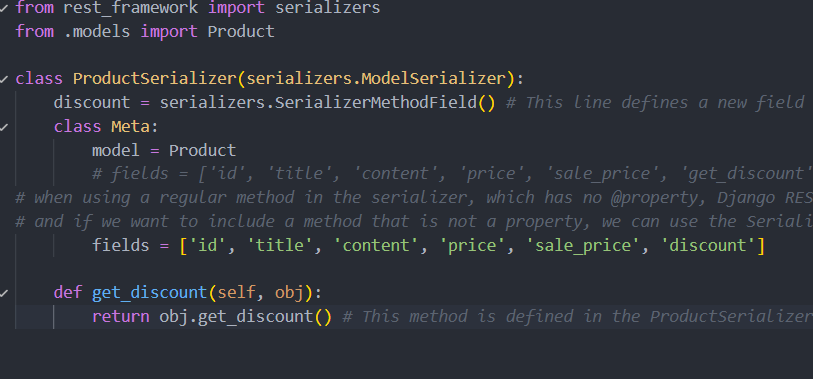 from rest_framework import serializers
from .models import Product
class ProductSerializer(serializers.ModelSerializer):
discount = serializers.SerializerMethodField() # This line defines a new field
class Meta:
model = Product
# fields = ['id', 'title', 'content', 'price', 'sale_price', 'get_discount'
# when using a regular method in the serializer, which has no @property, Django RES
# and if we want to include a method that is not a property, we can use the Seriali
fields = ['id', 'title', 'content', 'price', 'sale_price', 'discount']
def get_discount(self, obj):
return obj.get_discount() # This method is defined in the ProductSerializer